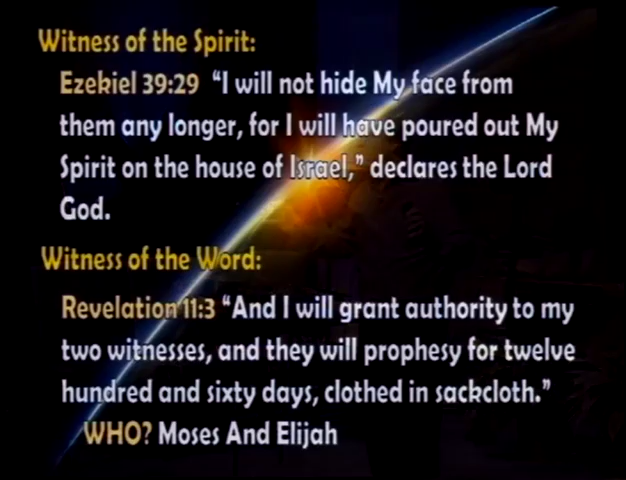 Witness of the Spirit:
Ezekiel 39:29 “I will not hide My face from
them any longer, for I will have poured out My
Spirit on the house of Israel,” declares the Lord
God.
Witness of the Word:
Revelation 11:3 “And I will grant authority to my
two witnesses, and they will prophesy for twelve
hundred and sixty days, clothed in sackcloth.”
WHO? Moses And Elijah